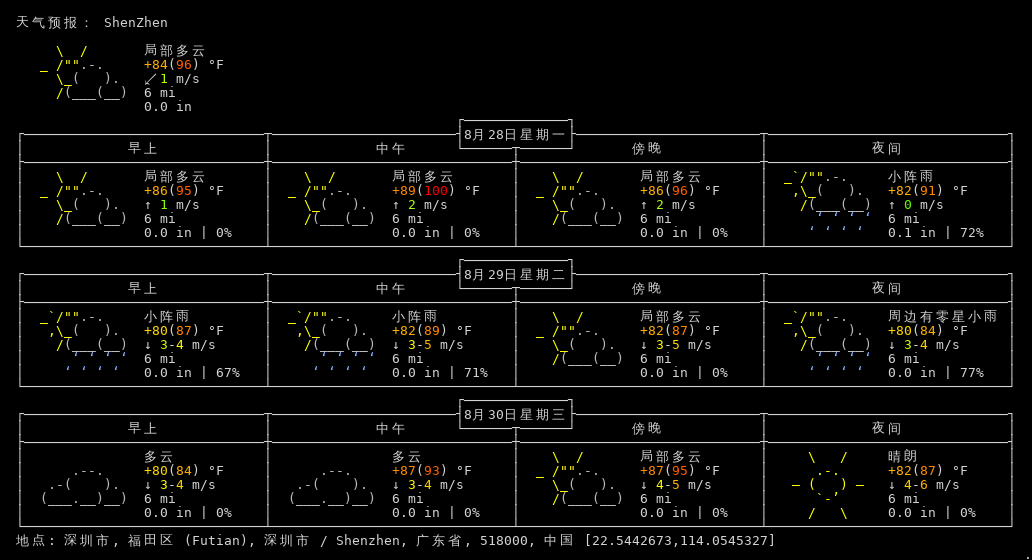 天气预报： ShenZhen
局部多云
+84(96) °F
↙ 1 m/s
6 mi
0.0 in
8月28日星期一
早上 中午 傍晚 夜间
局部多云 局部多云 局部多云 小阵雨
+86(95) °F +89(100) °F +86(96) °F +82(91) °F
↑ 1 m/s ↑ 2 m/s ↑ 2 m/s ↑ 0 m/s
6 mi 6 mi 6 mi 6 mi
0.0 in | 0% 0.0 in | 0% 0.0 in | 0% 0.1 in | 72%
8月29日星期二
早上 中午 傍晚 夜间
小阵雨 小阵雨 局部多云 周边有零星小雨
+80(87) °F +82(89) °F +82(87) °F +80(84) °F
↓ 3-4 m/s ↓ 3-5 m/s ↓ 3-5 m/s ↓ 3-4 m/s
6 mi 6 mi 6 mi 6 mi
0.0 in | 67% 0.0 in | 71% 0.0 in | 0% 0.0 in | 77%
8月30日星期三
早上 中午 傍晚 夜间
多云 多云 局部多云 晴朗
+80(84) °F +87(93) °F +87(95) °F +82(87) °F
↓ 3-4 m/s ↓ 3-4 m/s ↓ 4-5 m/s ↓ 4-6 m/s
6 mi 6 mi 6 mi 6 mi
0.0 in | 0% 0.0 in | 0% 0.0 in | 0% 0.0 in | 0%
地点: 深圳市, 福田区 (Futian), 深圳市 / Shenzhen, 广东省, 518000, 中国 [22.5442673,114.0545327]